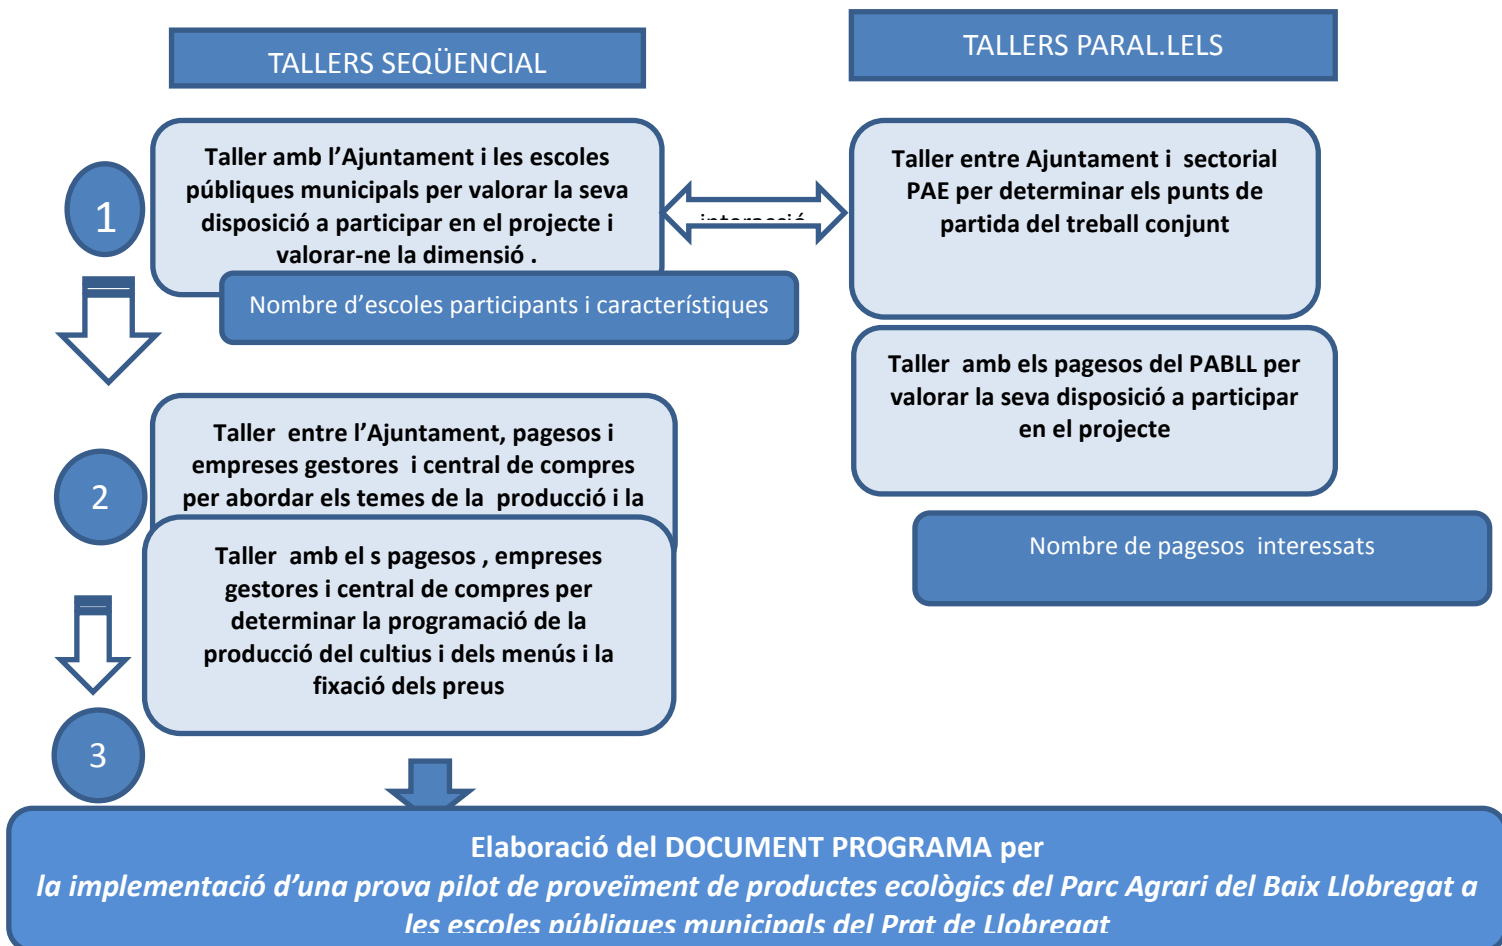 TALLERS SEQÜENCIAL
TALLERS PARAL.LELS
1
Taller amb l’Ajuntament i les escoles
públiques municipals per valorar la seva
disposició a participar en el projecte i
valorar-ne la dimensió .
interacció
Taller entre Ajuntament i sectorial
PAE per determinar els punts de
partida del treball conjunt
Nombre d’escoles participants i característiques
Taller amb els pagesos del PABLL per
valorar la seva disposició a participar
en el projecte
2
Taller entre l’Ajuntament, pagesos i
empreses gestores i central de compres
per abordar els temes de la producció i la
Nombre de pagesos interessats
Taller amb el s pagesos , empreses
gestores i central de compres per
determinar la programació de la
producció del cultius i dels menús i la
fixació dels preus
3
Elaboració del DOCUMENT PROGRAMA per
la implementació d’una prova pilot de proveïment de productes ecològics del Parc Agrari del Baix Llobregat a
les escoles públiques municipals del Prat de Llobregat